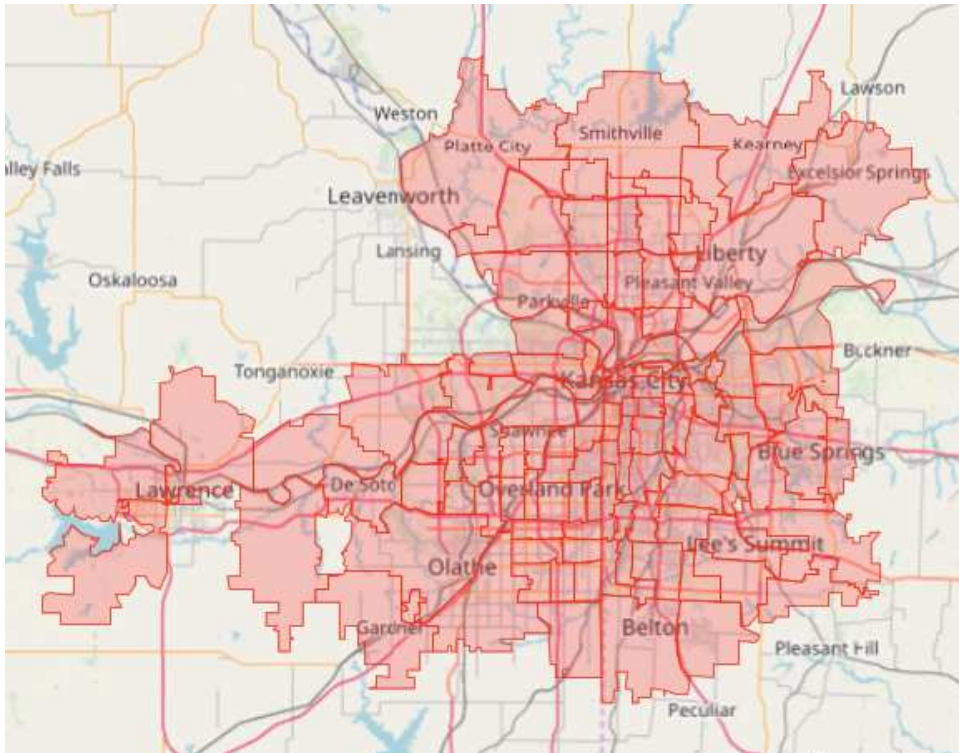 Lawson
Weston
Smithville
Platte City
Kearney
alley Falls
Excelsior Springs
Leavenworth
Lansing
Liberty
Oskaloosa
Pleasant Valley
Parkville
Buckner
Tonganoxie
Kansas City
Shawnee
Blue Springs
De Soto
Overland Park
Lawrence
Lee's Summit
Olathe
Gardner
Belton
Pleasant Hill
Peculiar